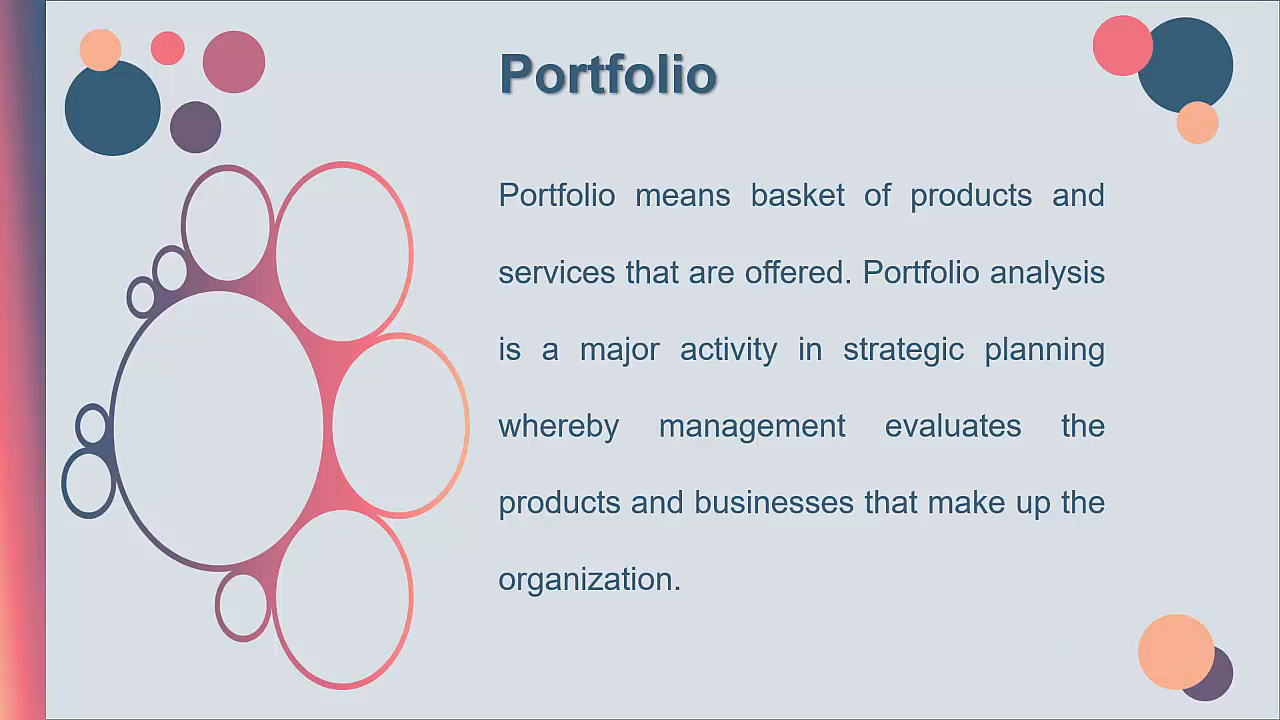 Portfolio
Portfolio means basket of products and
services that are offered. Portfolio analysis
is a major activity in strategic planning
whereby management evaluates the
products and businesses that make up the
organization.